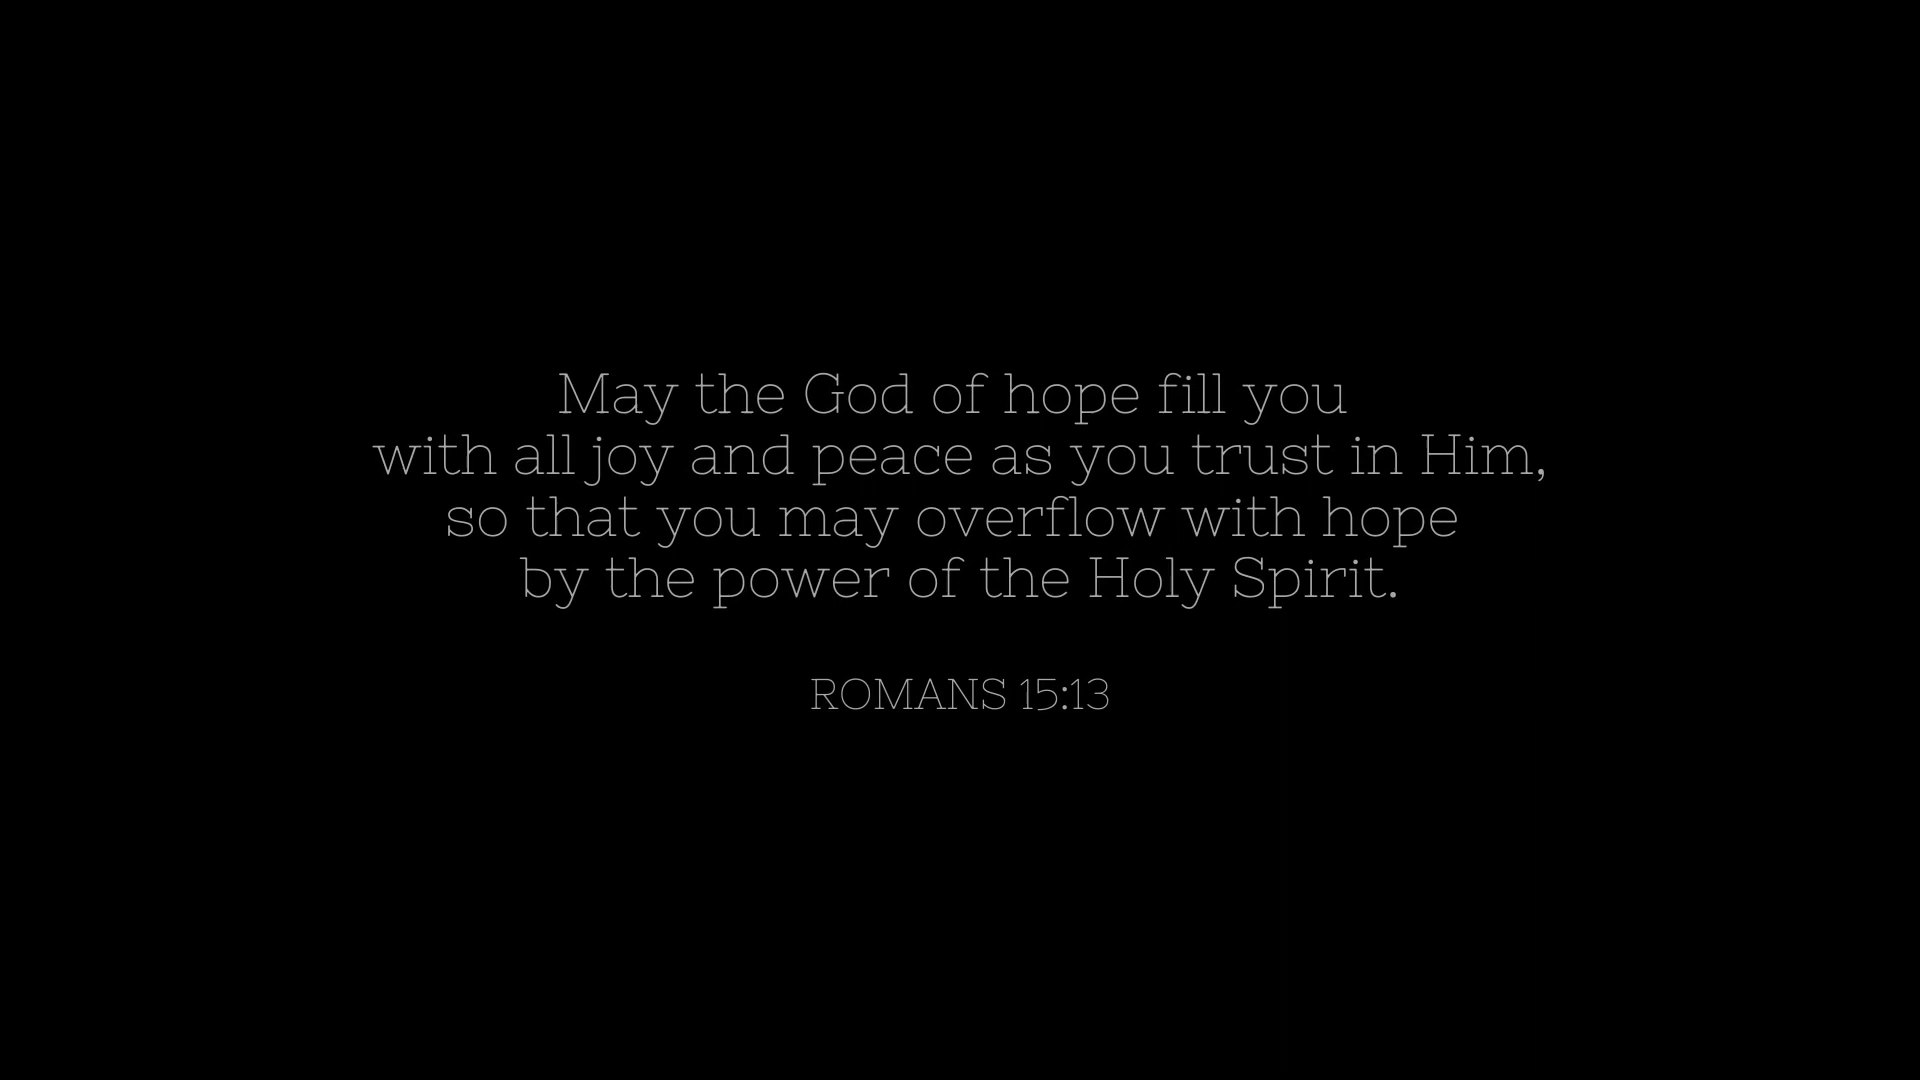 May the God of hope fill you
with all joy and peace as you trust in Him,
so that you may overflow with hope
by the power of the Holy Spirit.
ROMANS 15:13